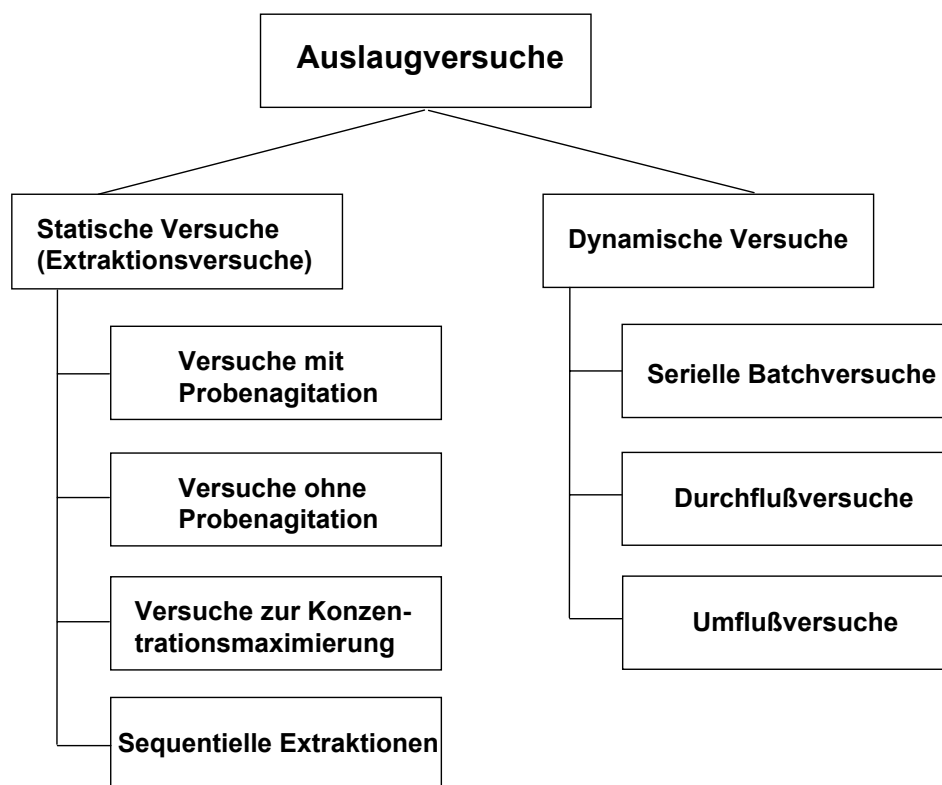 Auslaugversuche
Statische Versuche
(Extraktionsversuche)
Versuche mit
Probenagitation
Versuche ohne
Probenagitation
Versuche zur Konzen-
trationsmaximierung
Sequentielle Extraktionen
Dynamische Versuche
Serielle Batchversuche
Durchflußversuche
Umflußversuche